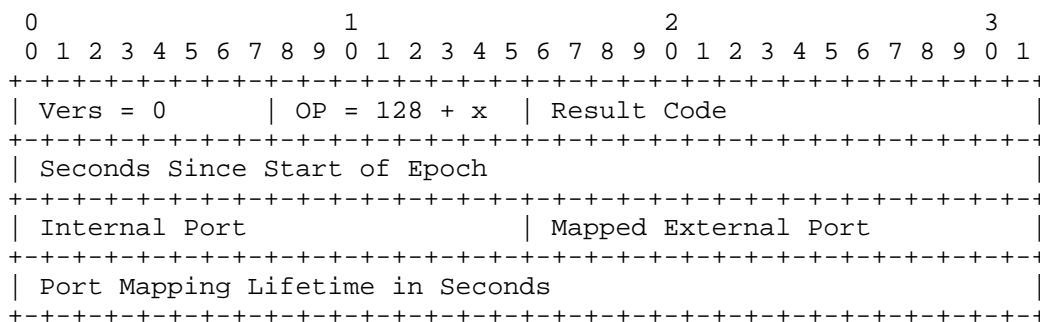 0                   1                   2                   3
 0 1 2 3 4 5 6 7 8 9 0 1 2 3 4 5 6 7 8 9 0 1 2 3 4 5 6 7 8 9 0 1
+-+-+-+-+-+-+-+-+-+-+-+-+-+-+-+-+-+-+-+-+-+-+-+-+-+-+-+-+-+-+-+-+
| Vers = 0      | OP = 128 + x  | Result Code                   |
+-+-+-+-+-+-+-+-+-+-+-+-+-+-+-+-+-+-+-+-+-+-+-+-+-+-+-+-+-+-+-+-+
| Seconds Since Start of Epoch                                  |
+-+-+-+-+-+-+-+-+-+-+-+-+-+-+-+-+-+-+-+-+-+-+-+-+-+-+-+-+-+-+-+-+
| Internal Port                 | Mapped External Port          |
+-+-+-+-+-+-+-+-+-+-+-+-+-+-+-+-+-+-+-+-+-+-+-+-+-+-+-+-+-+-+-+-+
| Port Mapping Lifetime in Seconds                              |
+-+-+-+-+-+-+-+-+-+-+-+-+-+-+-+-+-+-+-+-+-+-+-+-+-+-+-+-+-+-+-+-+